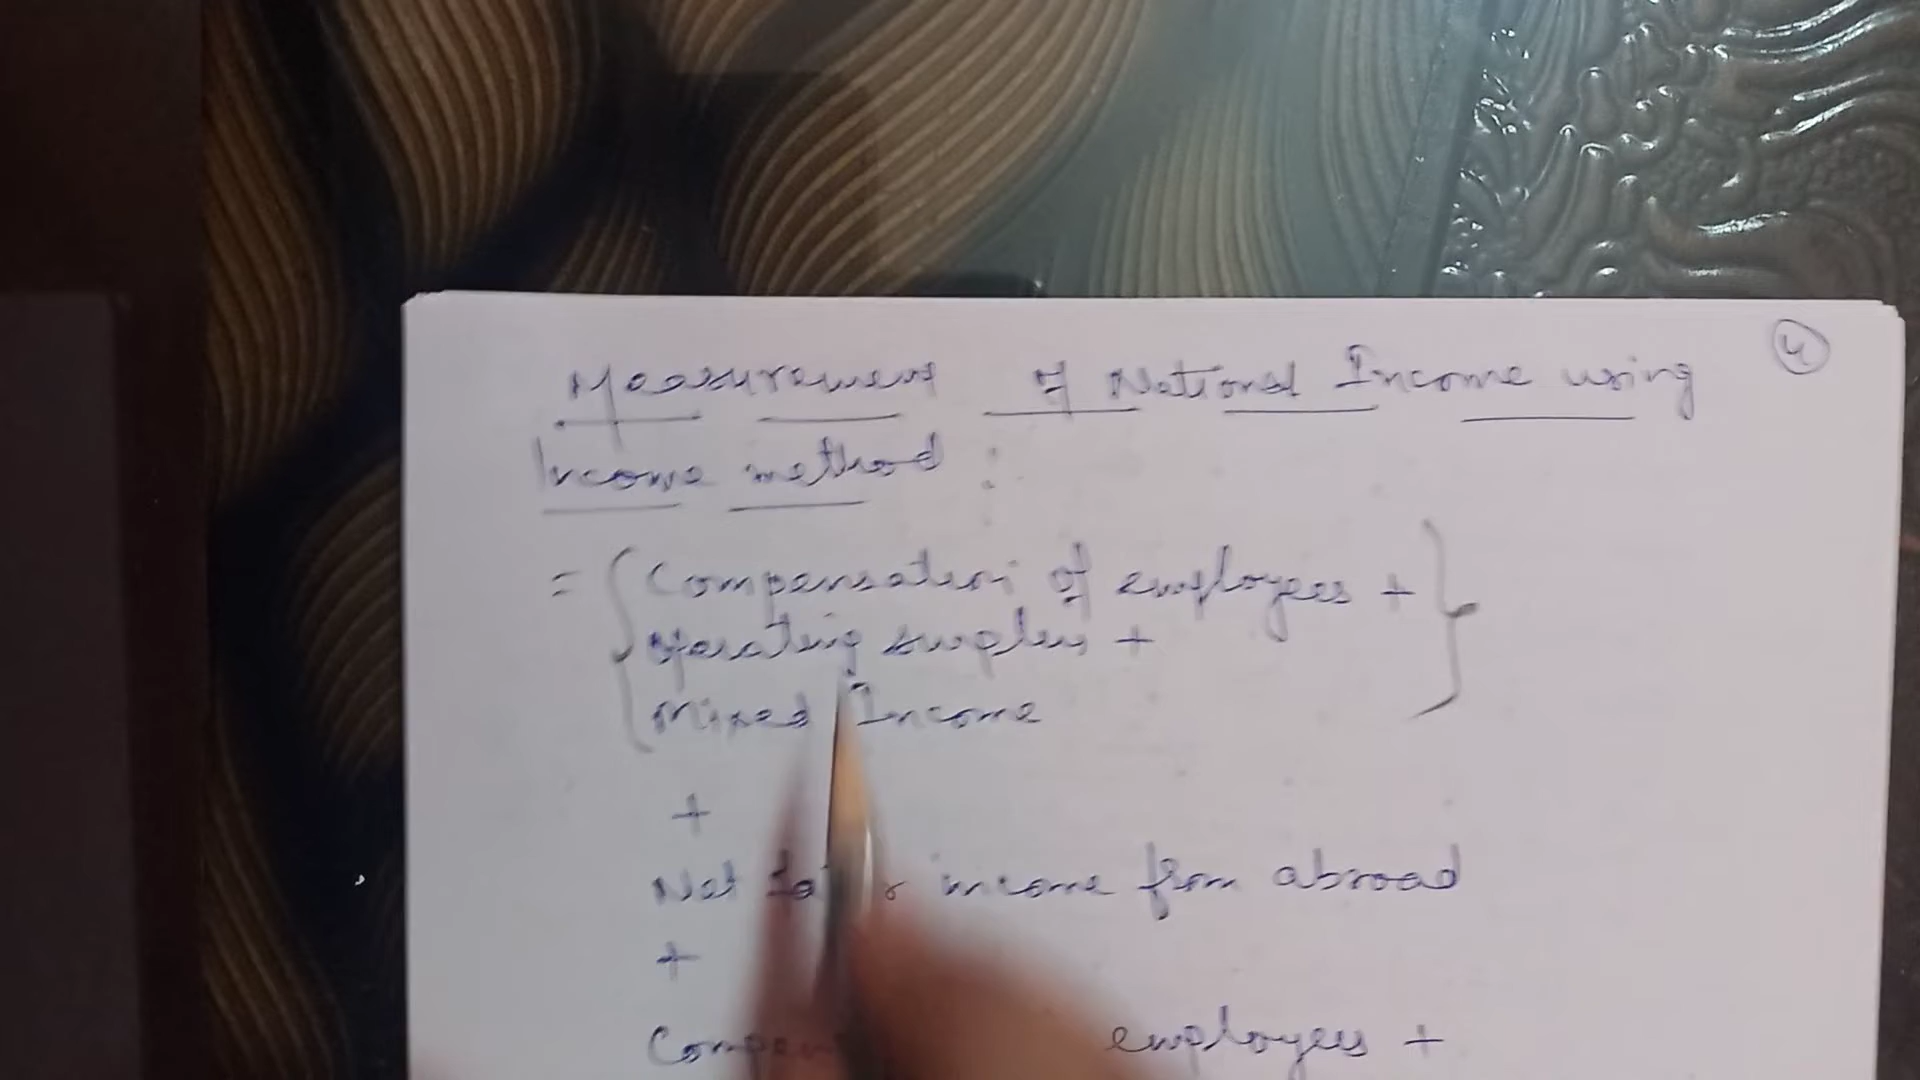 4
Measurement of National Income using
Income method :
= { Compensation of employees + }
operating surplus +
Mixed Income
+
Net income from abroad
+
employees +